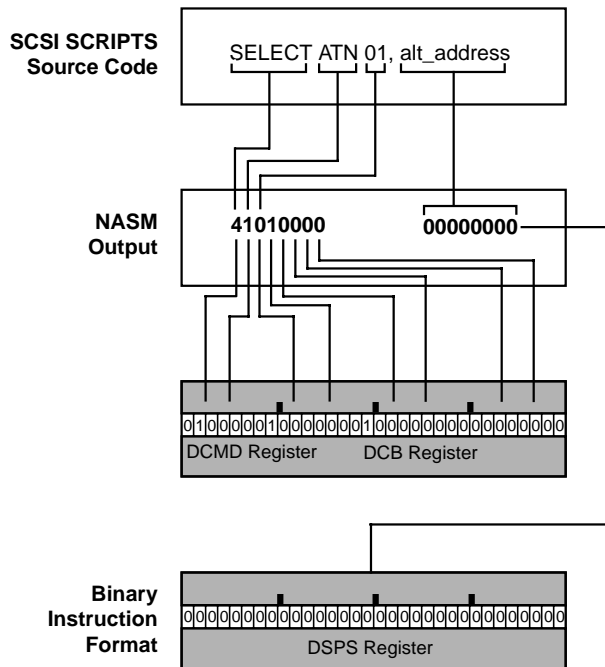 SCSI SCRIPTS
Source Code
SELECT ATN 01, alt_address
NASM
Output
41010000 00000000
01000001000000010000000000000000
DCMD Register DCB Register
Binary
Instruction
Format
00000000000000000000000000000000
DSPS Register